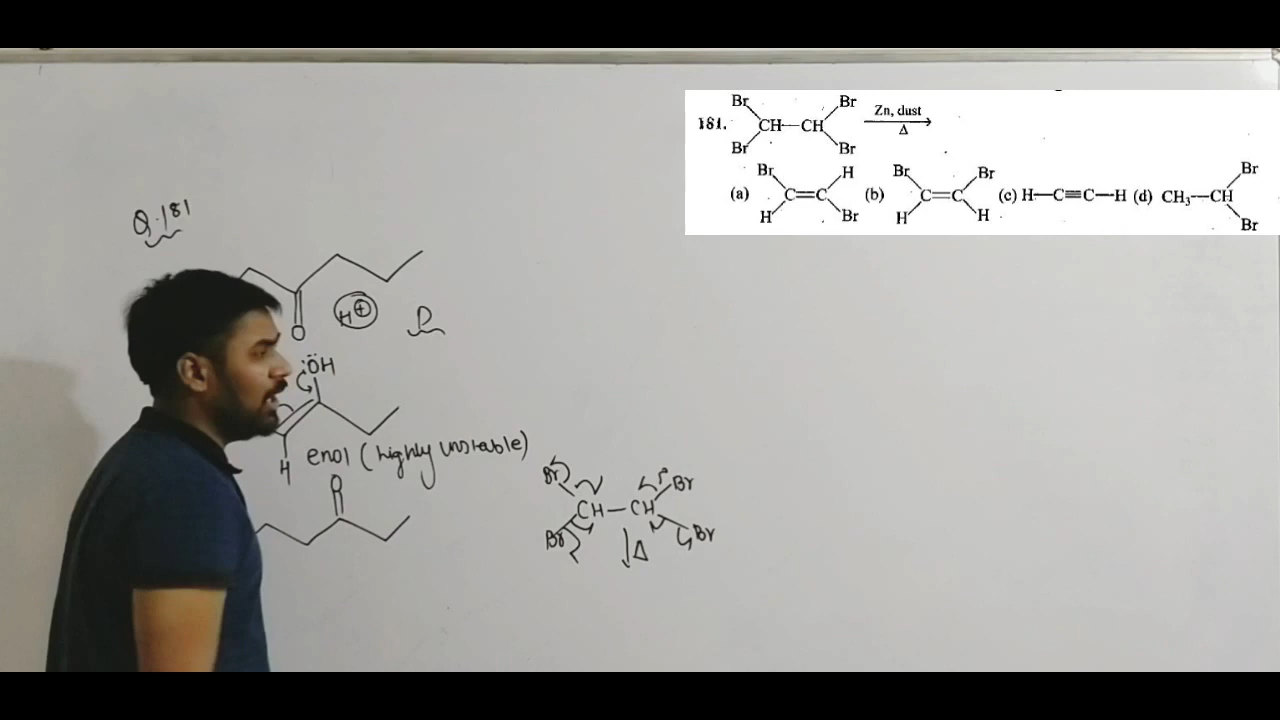 181.
Br Br
CH—CH
Br Br
Zn, dust
Δ
(a) Br H
C=C
H Br
(b) Br Br
C=C
H H
(c) H—C≡C—H
(d) CH₃—CH
Br
Br
Q.181
O
H⊕
D
:ÖH
H
enol (highly unstable)
O
Br Br
CH—CH
Br Br
↓Δ